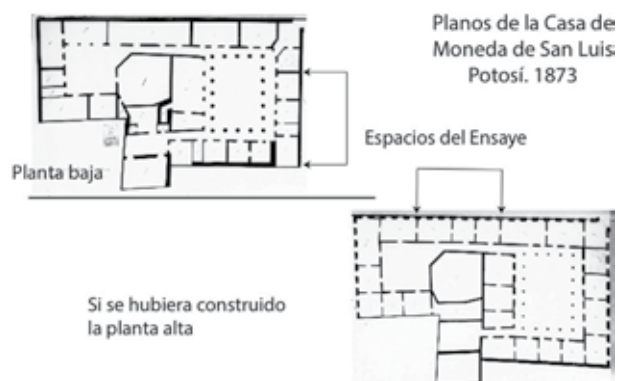 Planos de la Casa de
Moneda de San Luis
Potosí. 1873
Espacios del Ensaye
Planta baja
Si se hubiera construido
la planta alta